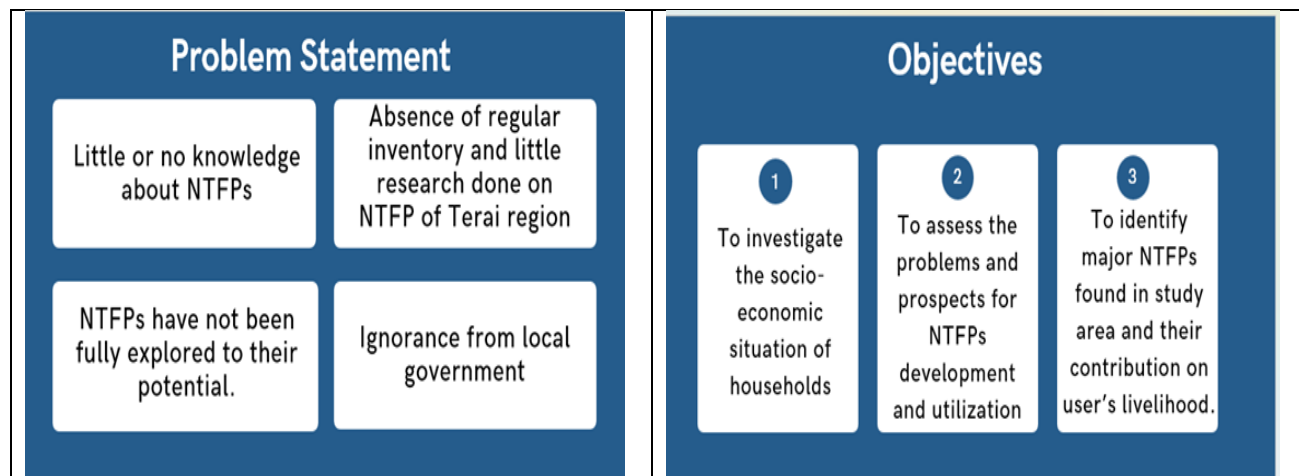 Problem Statement
Little or no knowledge
about NTFPs
Absence of regular
inventory and little
research done on
NTFP of Terai region
NTFPs have not been
fully explored to their
potential.
Ignorance from local
government
Objectives
1
To investigate
the socio-
economic
situation of
households
2
To assess the
problems and
prospects for
NTFPs
development
and utilization
3
To identify
major NTFPs
found in study
area and their
contribution on
user's livelihood.